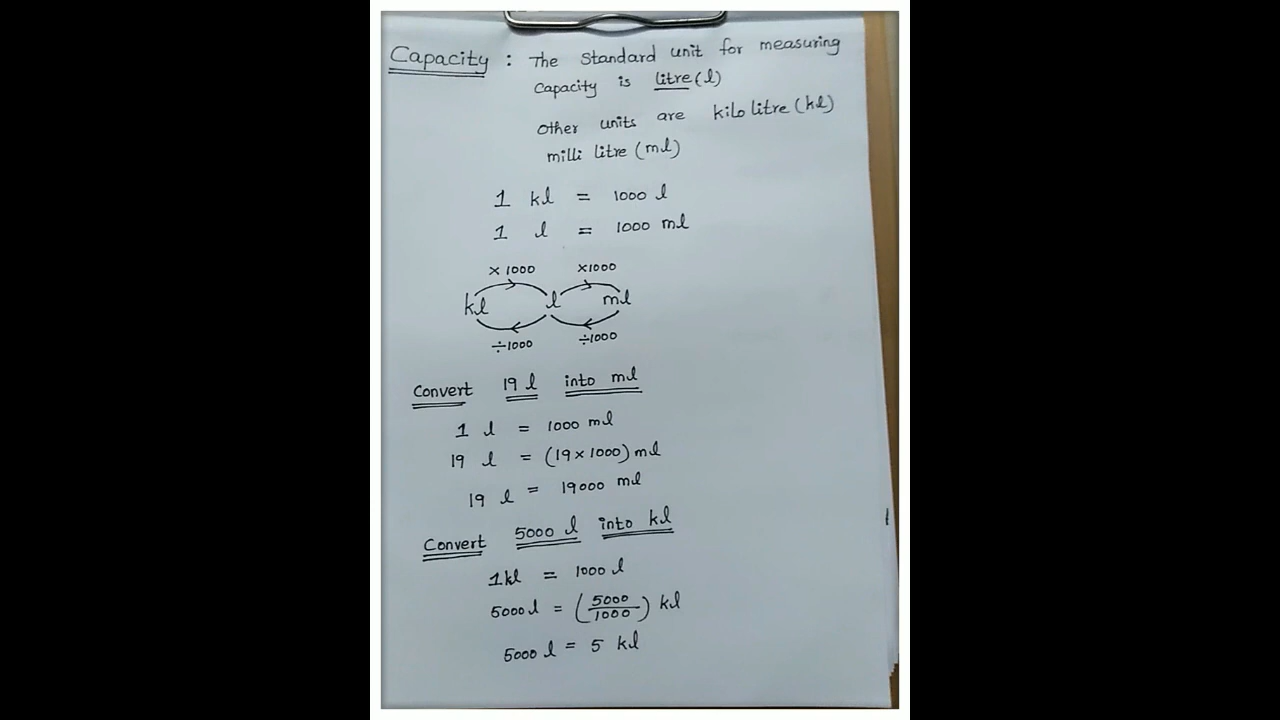 Capacity : The Standard unit for measuring
Capacity is litre (l)
Other units are kilo litre (kl)
milli litre (ml)
1 kl = 1000 l
1 l = 1000 ml
× 1000 ×1000
kl l ml
÷1000 ÷1000
Convert 19 l into ml
1 l = 1000 ml
19 l = (19 × 1000) ml
19 l = 19000 ml
Convert 5000 l into kl
1kl = 1000 l
5000 l = (5000/1000) kl
5000 l = 5 kl